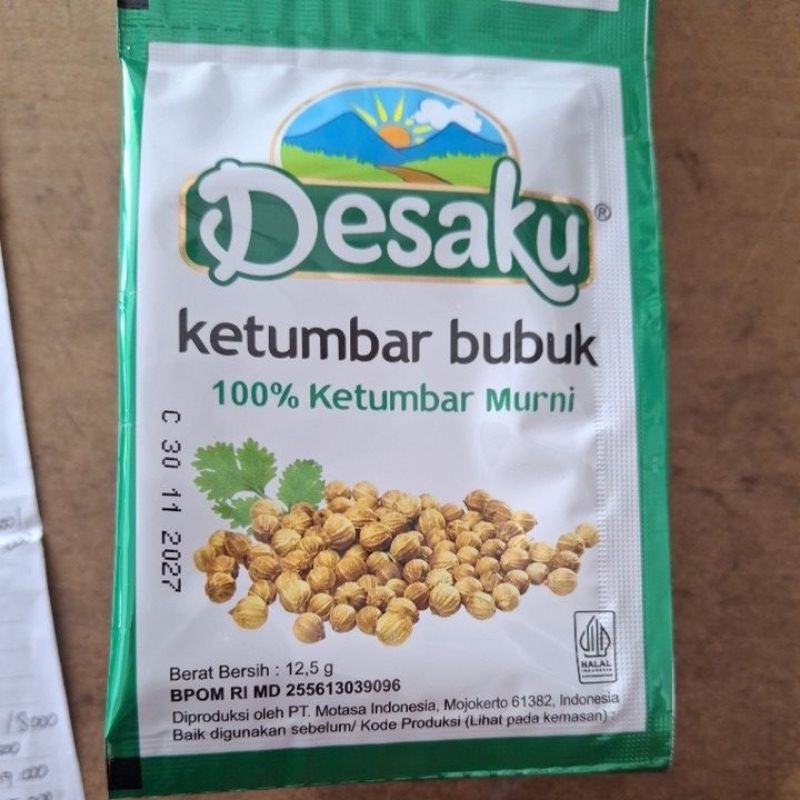 Desaku®
ketumbar bubuk
100% Ketumbar Murni
C 30 11 2027
HALAL
INDONESIA
Berat Bersih : 12,5 g
BPOM RI MD 255613039096
Diproduksi oleh PT. Motasa Indonesia, Mojokerto 61382, Indonesia
Baik digunakan sebelum/ Kode Produksi (Lihat pada kemasan) :